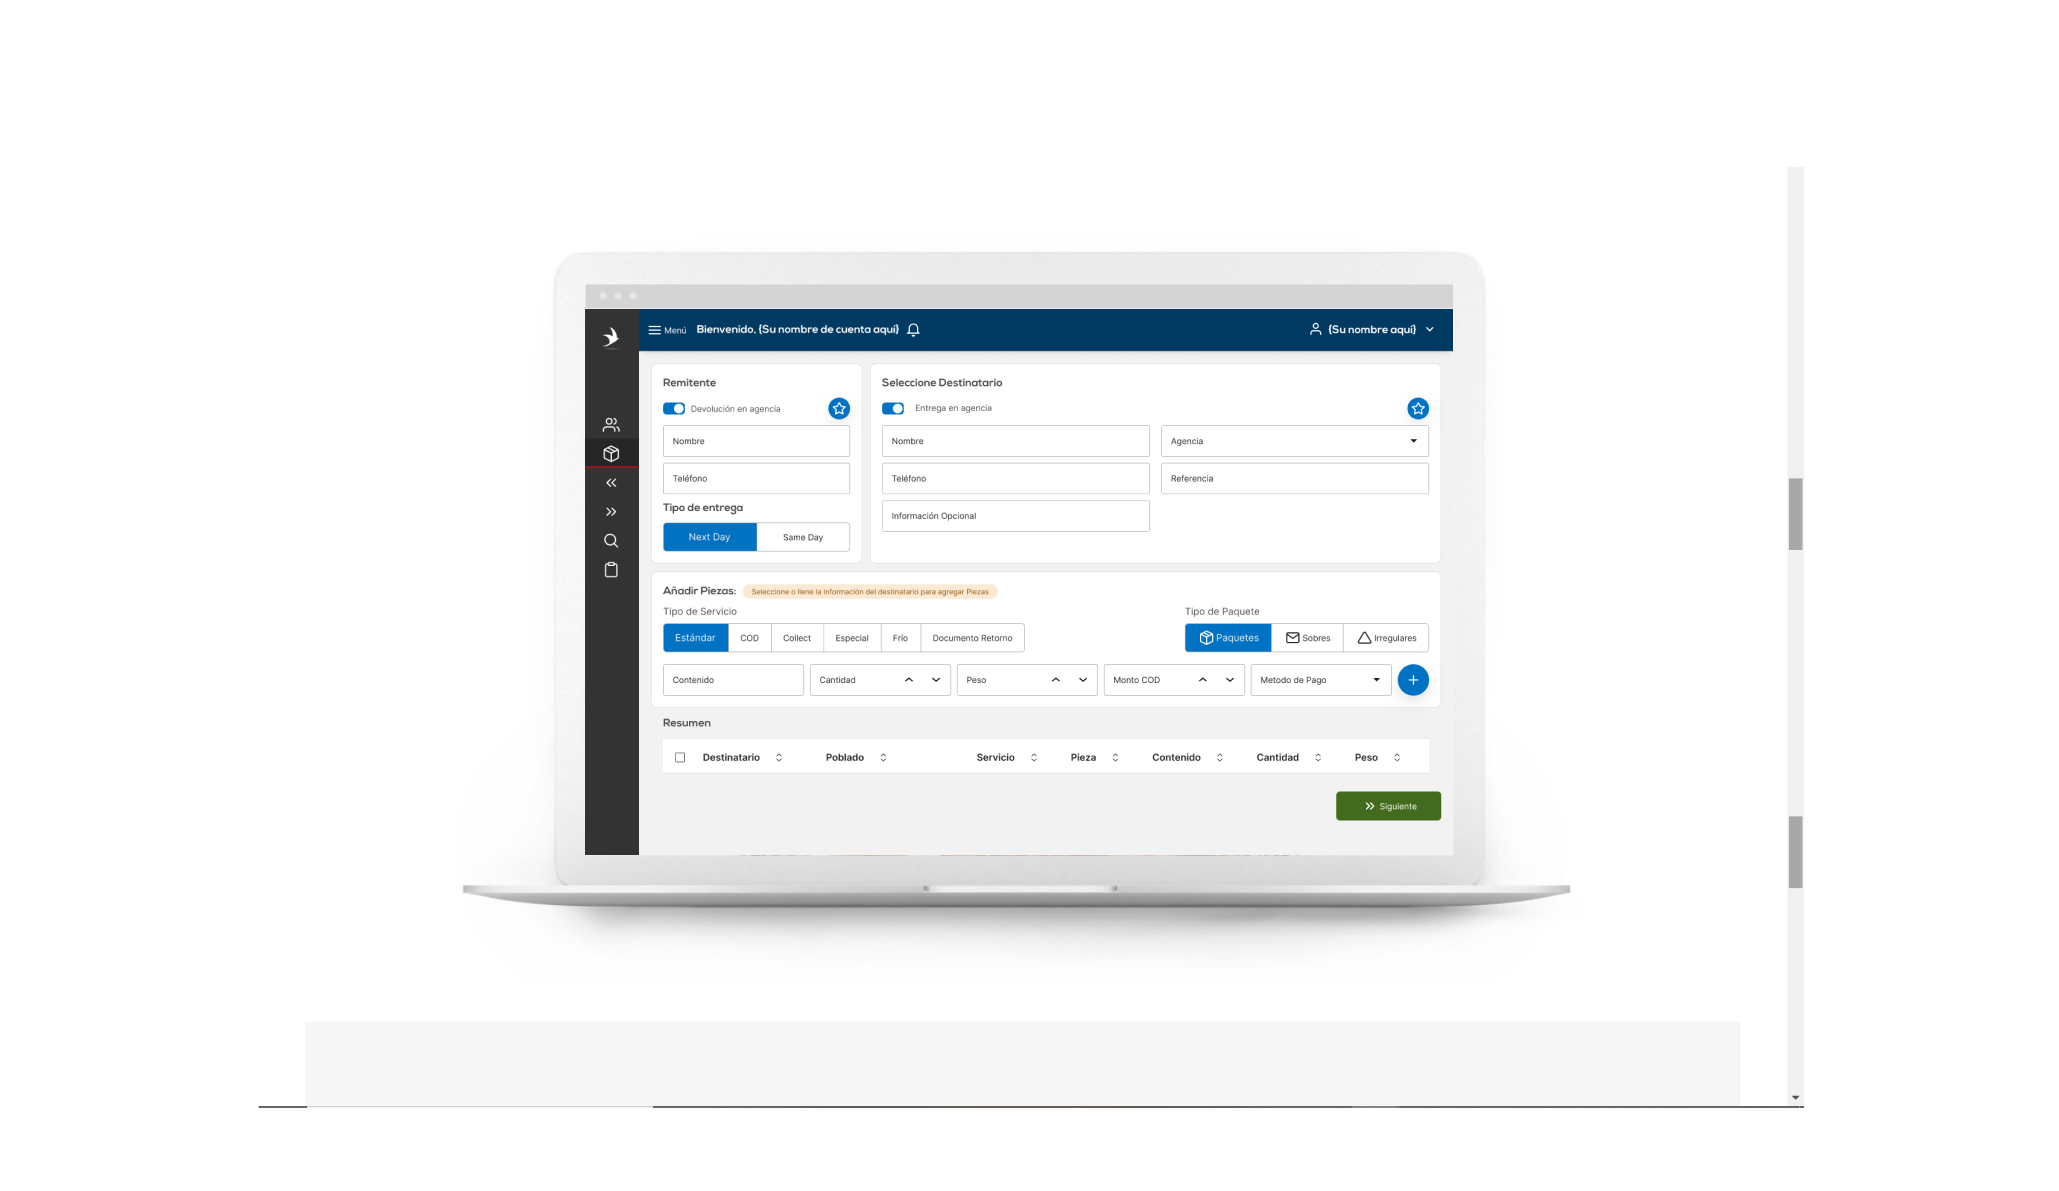 Menú Bienvenido, {Su nombre de cuenta aquí} {Su nombre aquí}
Remitente
Devolución en agencia
Nombre
Teléfono
Tipo de entrega
Next Day Same Day
Seleccione Destinatario
Entrega en agencia
Nombre Agencia
Teléfono Referencia
Información Opcional
Añadir Piezas: Seleccione o llene la información del destinatario para agregar Piezas
Tipo de Servicio Tipo de Paquete
Estándar COD Collect Especial Frío Documento Retorno Paquetes Sobres Irregulares
Contenido Cantidad Peso Monto COD Metodo de Pago
Resumen
Destinatario Poblado Servicio Pieza Contenido Cantidad Peso
Siguiente